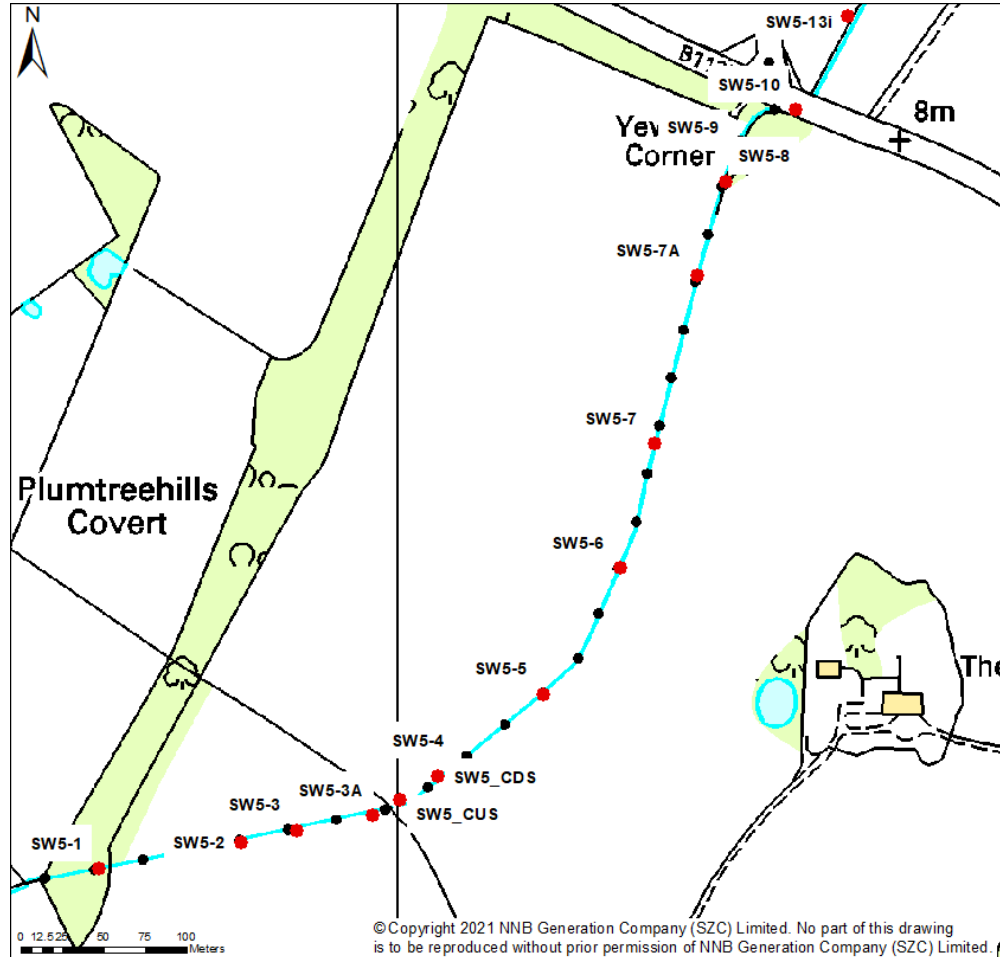 N
SW5-13i
SW5-10
8m
SW5-9
Corner
SW5-8
SW5-7A
SW5-7
Plumtreehills
Covert
SW5-6
SW5-5
The
SW5-4
SW5_CDS
SW5-3A
SW5-3
SW5_CUS
SW5-2
SW5-1
0 12.5 25 50 75 100
Meters
© Copyright 2021 NNB Generation Company (SZC) Limited. No part of this drawing
is to be reproduced without prior permission of NNB Generation Company (SZC) Limited.